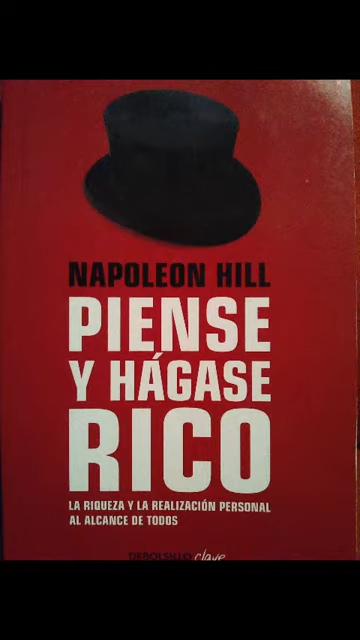 NAPOLEON HILL
PIENSE
Y HÁGASE
RICO
LA RIQUEZA Y LA REALIZACIÓN PERSONAL
AL ALCANCE DE TODOS
DEBOLSILLO clave